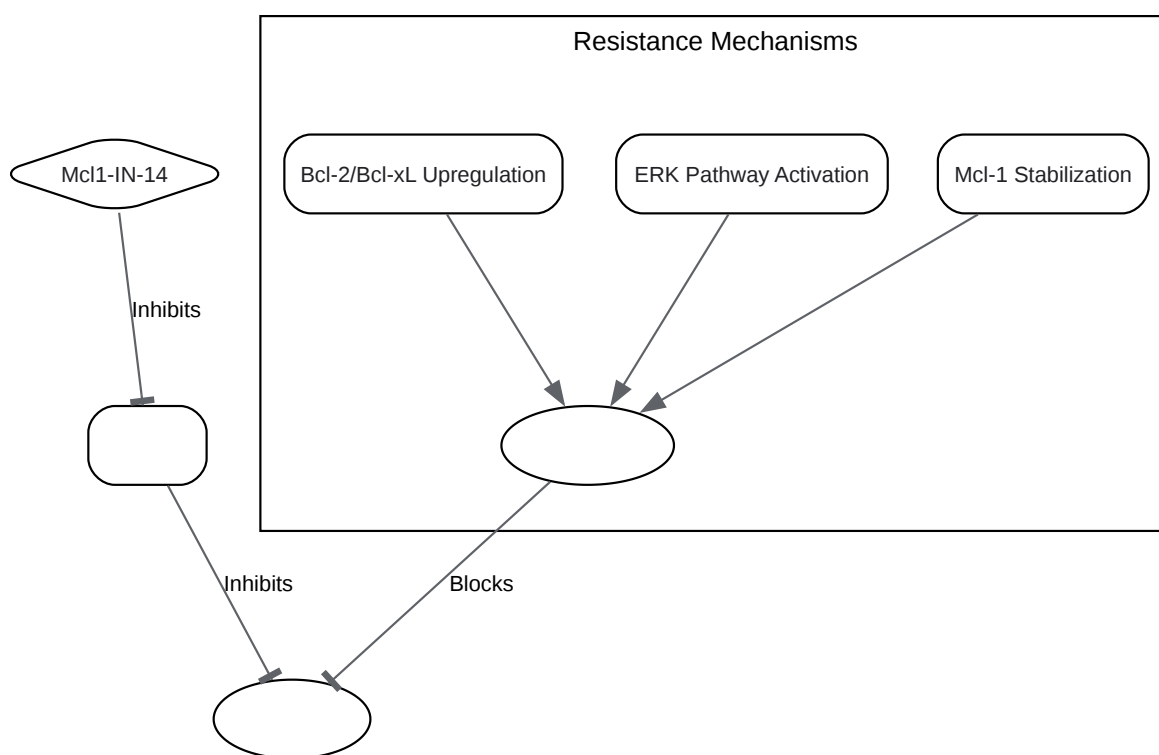 Resistance Mechanisms
Mcl1-IN-14
Bcl-2/Bcl-xL Upregulation
ERK Pathway Activation
Mcl-1 Stabilization
Inhibits
Inhibits
Blocks